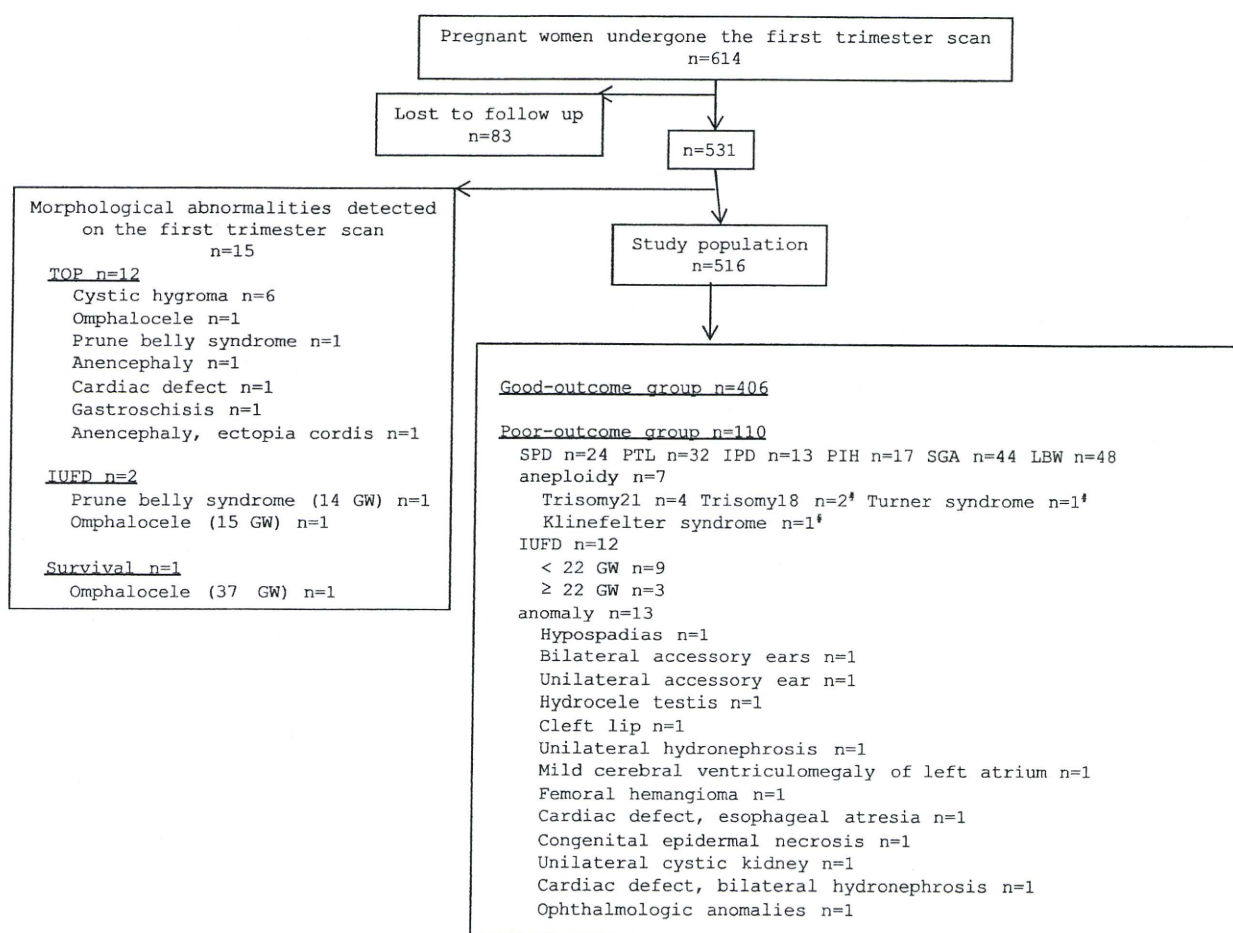 Pregnant women undergone the first trimester scan
n=614
Lost to follow up
n=83
n=531
Morphological abnormalities detected
on the first trimester scan
n=15
TOP n=12
Cystic hygroma n=6
Omphalocele n=1
Prune belly syndrome n=1
Anencephaly n=1
Cardiac defect n=1
Gastroschisis n=1
Anencephaly, ectopia cordis n=1
IUFD n=2
Prune belly syndrome (14 GW) n=1
Omphalocele (15 GW) n=1
Survival n=1
Omphalocele (37 GW) n=1
Study population
n=516
Good-outcome group n=406
Poor-outcome group n=110
SPD n=24 PTL n=32 IPD n=13 PIH n=17 SGA n=44 LBW n=48
aneploidy n=7
Trisomy21 n=4 Trisomy18 n=2 Turner syndrome n=1
Klinefelter syndrome n=1
IUFD n=12
< 22 GW n=9
≥ 22 GW n=3
anomaly n=13
Hypospadias n=1
Bilateral accessory ears n=1
Unilateral accessory ear n=1
Hydrocele testis n=1
Cleft lip n=1
Unilateral hydronephrosis n=1
Mild cerebral ventriculomegaly of left atrium n=1
Femoral hemangioma n=1
Cardiac defect, esophageal atresia n=1
Congenital epidermal necrosis n=1
Unilateral cystic kidney n=1
Cardiac defect, bilateral hydronephrosis n=1
Ophthalmologic anomalies n=1